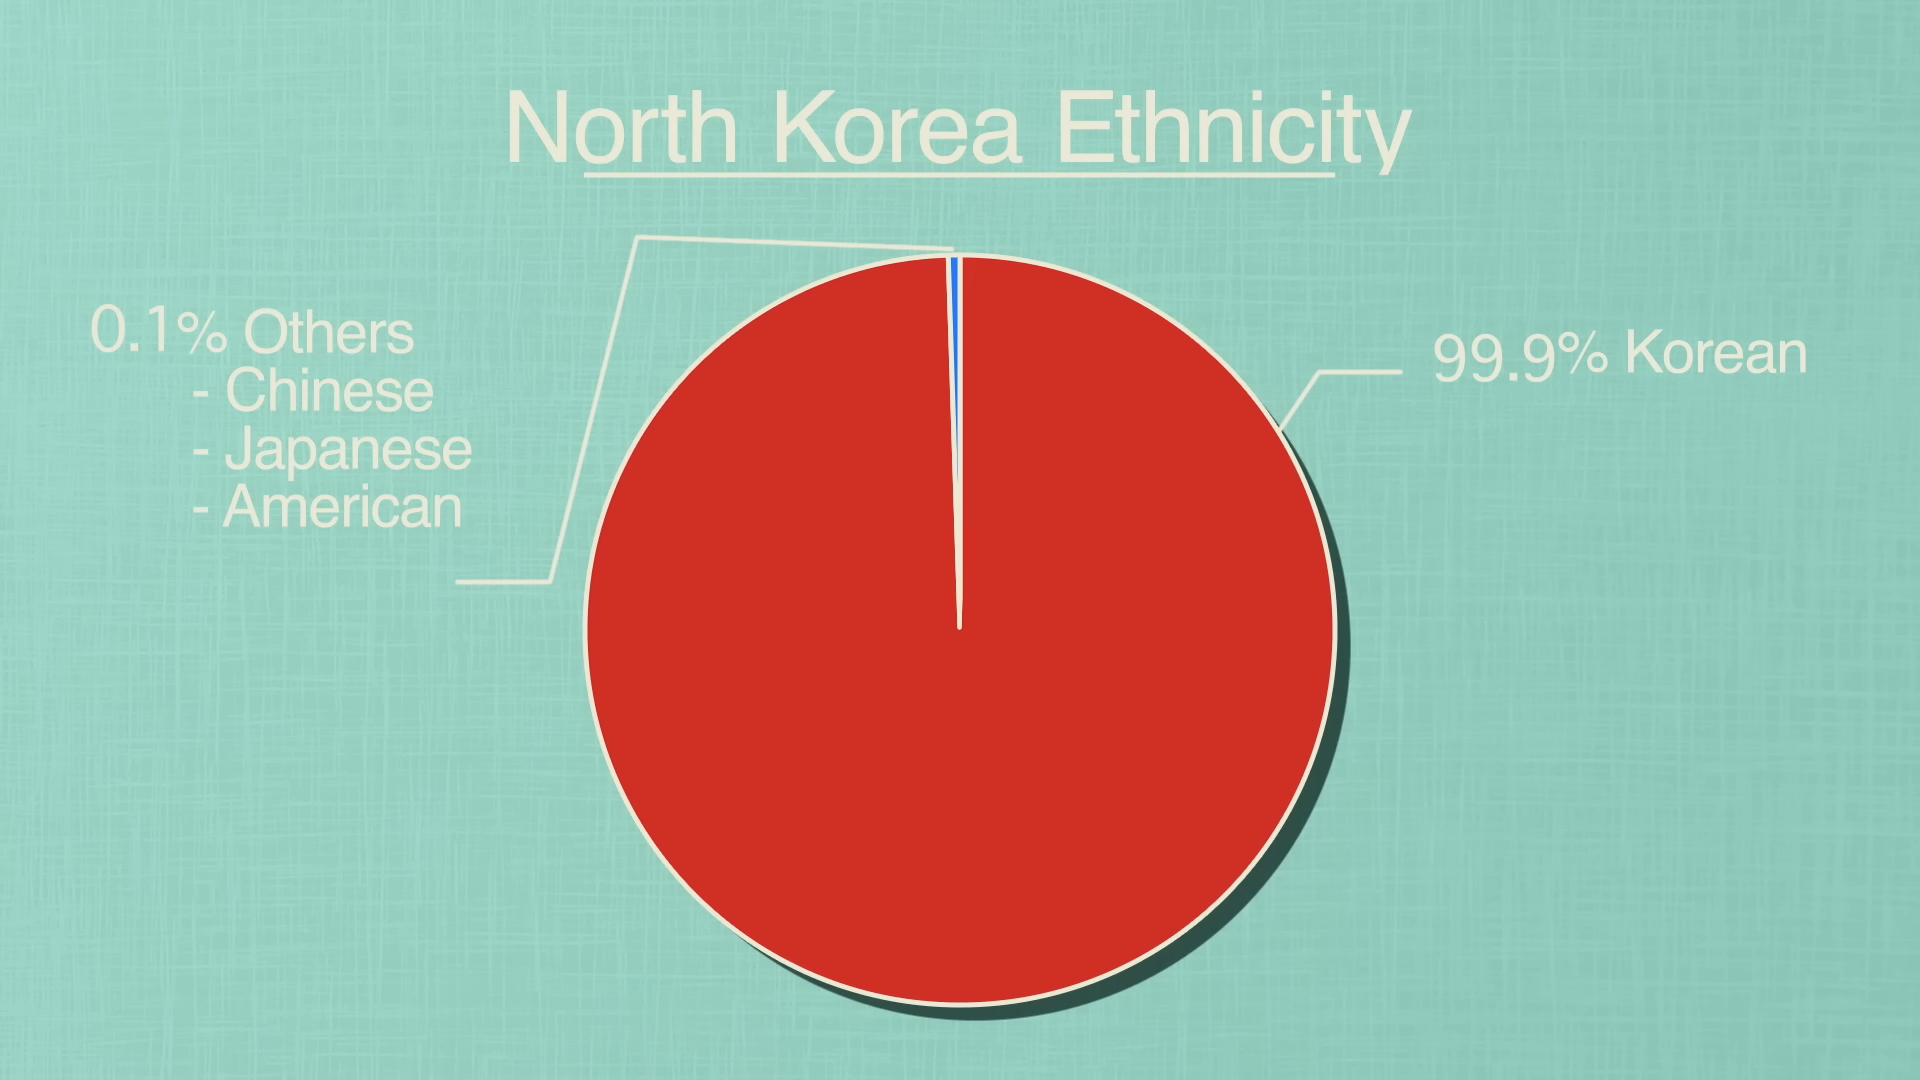 North Korea Ethnicity
0.1% Others
- Chinese
- Japanese
- American
99.9% Korean